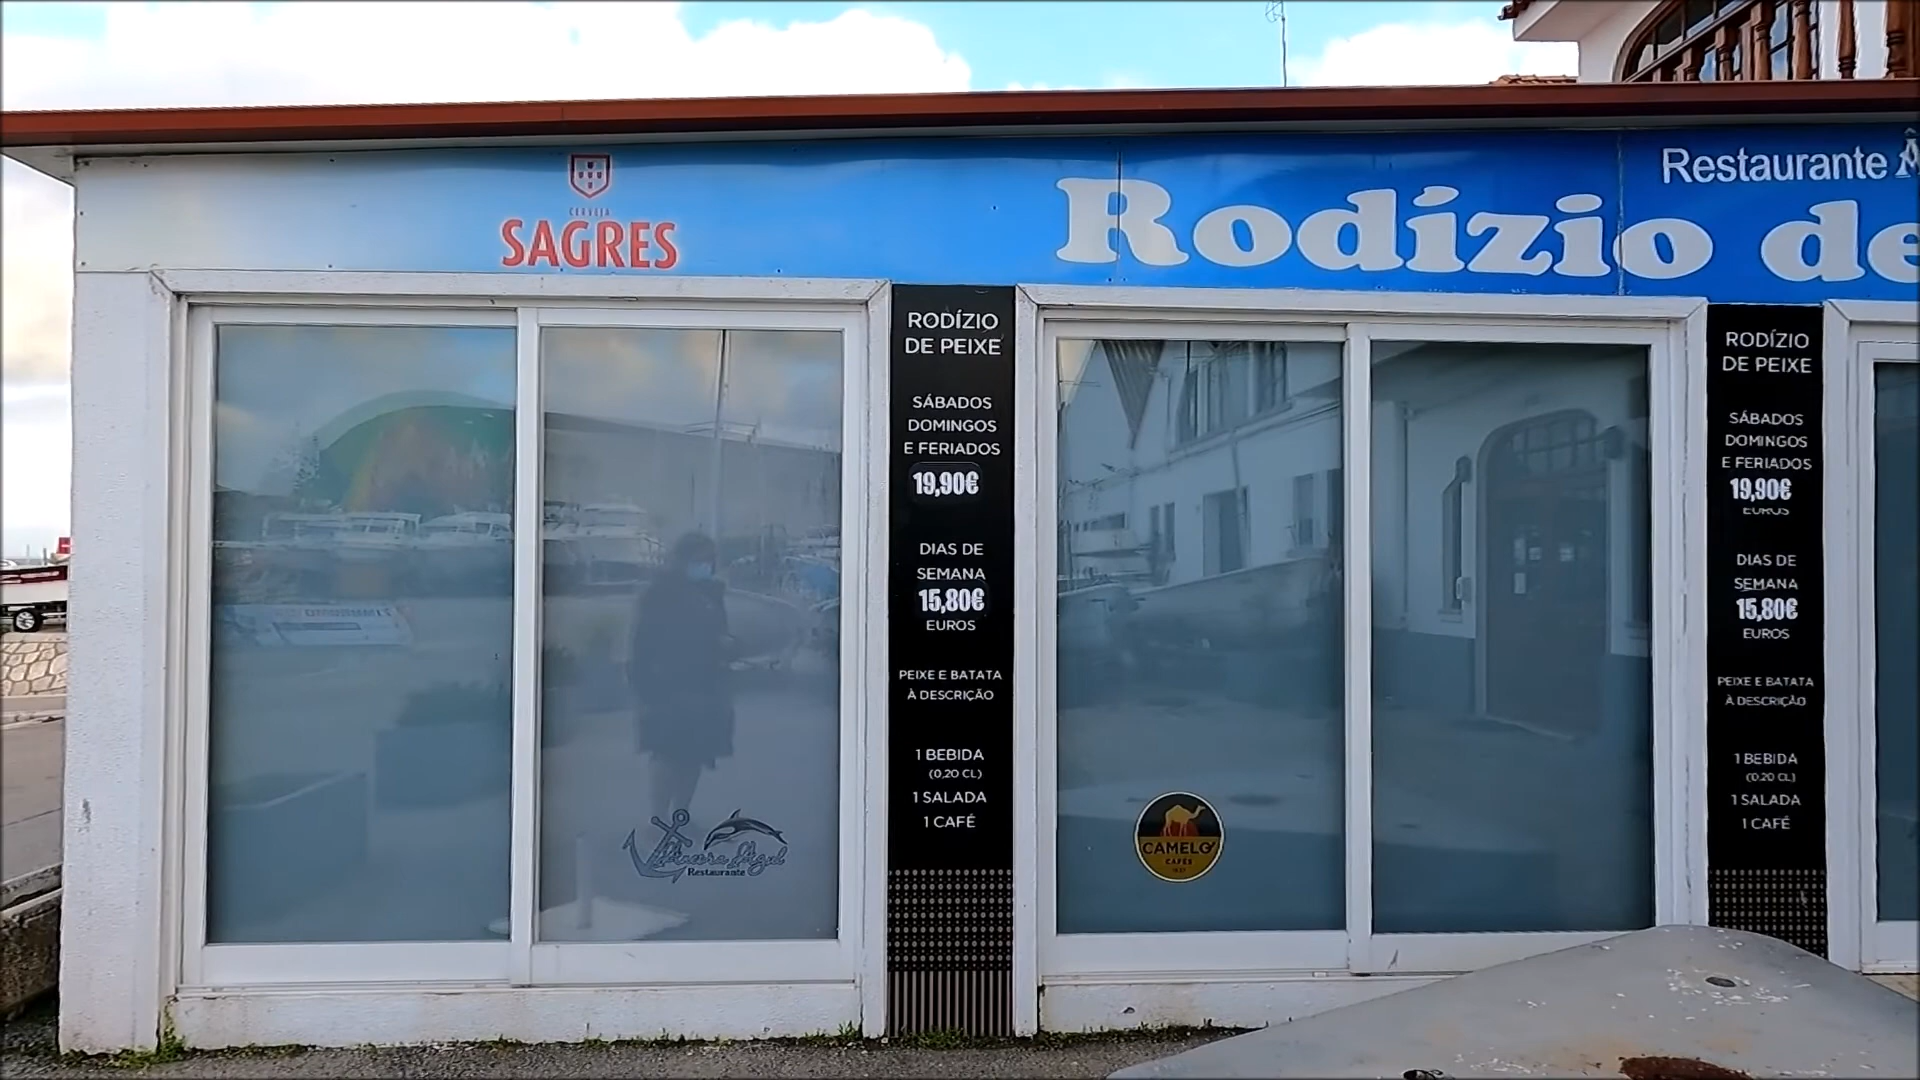 CERVEJA
SAGRES
Restaurante
Rodízio de
RODÍZIO
DE PEIXE
SÁBADOS
DOMINGOS
E FERIADOS
19,90€
DIAS DE
SEMANA
15,80€
EUROS
PEIXE E BATATA
À DESCRIÇÃO
1 BEBIDA
(0,20 CL)
1 SALADA
1 CAFÉ
RODÍZIO
DE PEIXE
SÁBADOS
DOMINGOS
E FERIADOS
19,90€
EUROS
DIAS DE
SEMANA
15,80€
EUROS
PEIXE E BATATA
À DESCRIÇÃO
1 BEBIDA
(0,20 CL)
1 SALADA
1 CAFÉ
Âncora Azul
Restaurante
CAMELO
CAFÉS